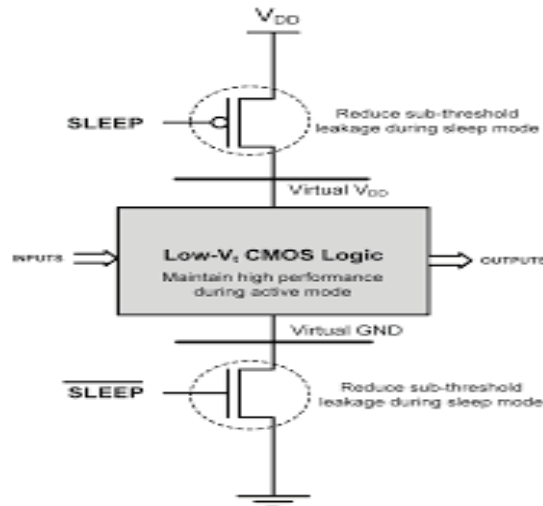 VDD
SLEEP
Reduce sub-threshold
leakage during sleep mode
Virtual VDD
INPUTS
Low-Vt CMOS Logic
Maintain high performance
during active mode
OUTPUTS
Virtual GND
SLEEP
Reduce sub-threshold
leakage during sleep mode